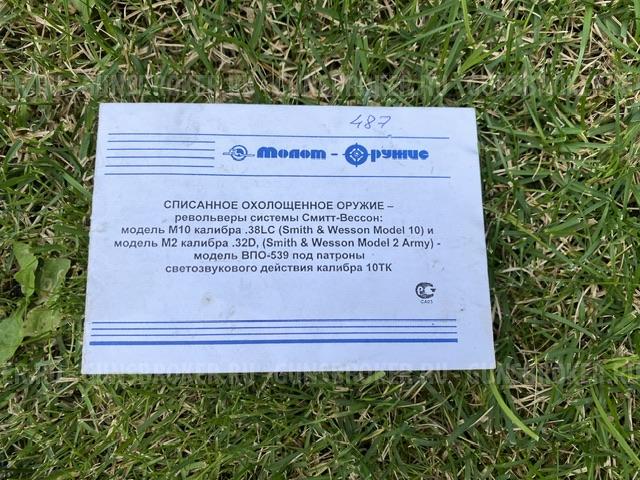 487
Молот - Оружие
СПИСАННОЕ ОХОЛОЩЕННОЕ ОРУЖИЕ –
револьверы системы Смитт-Вессон:
модель М10 калибра .38LC (Smith & Wesson Model 10) и
модель М2 калибра .32D, (Smith & Wesson Model 2 Army) -
модель ВПО-539 под патроны
светозвукового действия калибра 10ТК